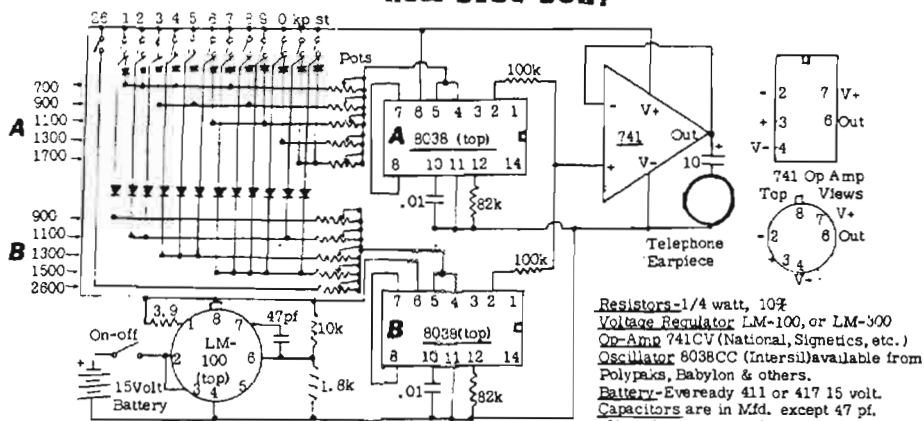 26 1 2 3 4 5 6 7 8 9 0 kp st
Pots
700
900
1100
1300
1700
A
900
1100
1300
1500
2600
B
7 6 5 4 3 2 1
A 8038 (top)
8 10 11 12 14
.01
82k
100k
100k
- V+
741 Out
+ V-
+
10
Telephone
Earpiece
- 2 7 V+
+ 3 6 Out
V- 4
741 Op Amp
Top Views
8
7 V+
- 2 6 Out
3 4
V-
7 6 5 4 3 2 1
B 8038(top)
8 10 11 12 14
.01
82k
On-off
+
15Volt
Battery
3.9
47pf
10k
1.8k
1 8 7
2 LM- 6
100
(top)
3 4 5
Resistors-1/4 watt, 10%
Voltage Regulator LM-100, or LM-300
Op-Amp 741CV (National, Signetics, etc.)
Oscillator 8038CC (Intersil)available from
Polypaks, Babylon & others.
Battery-Eveready 411 or 417 15 volt.
Capacitors are in Mfd. except 47 pf.